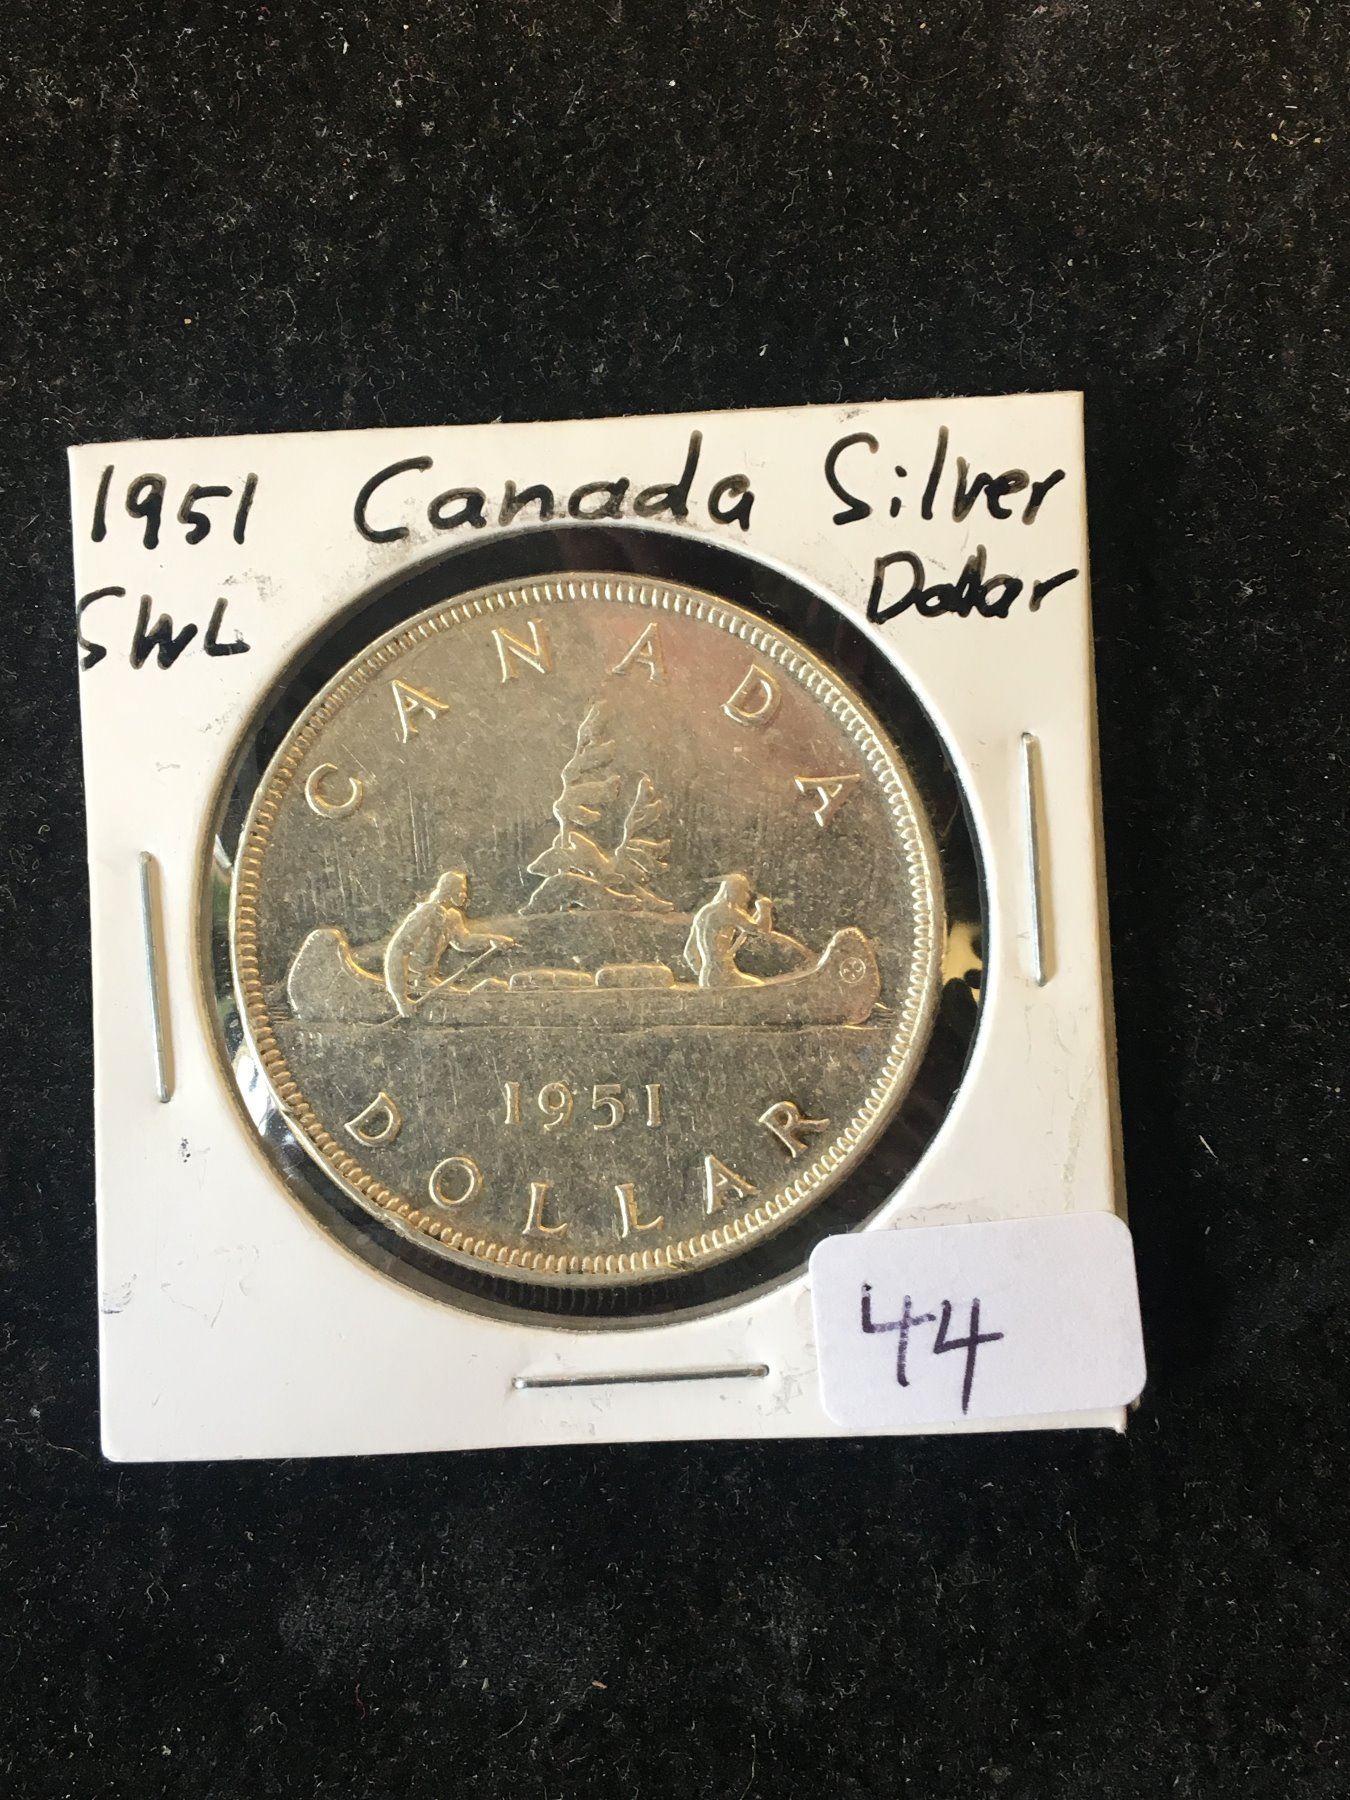 1951 Canada Silver
SWL Dollar
CANADA
1951
DOLLAR
44